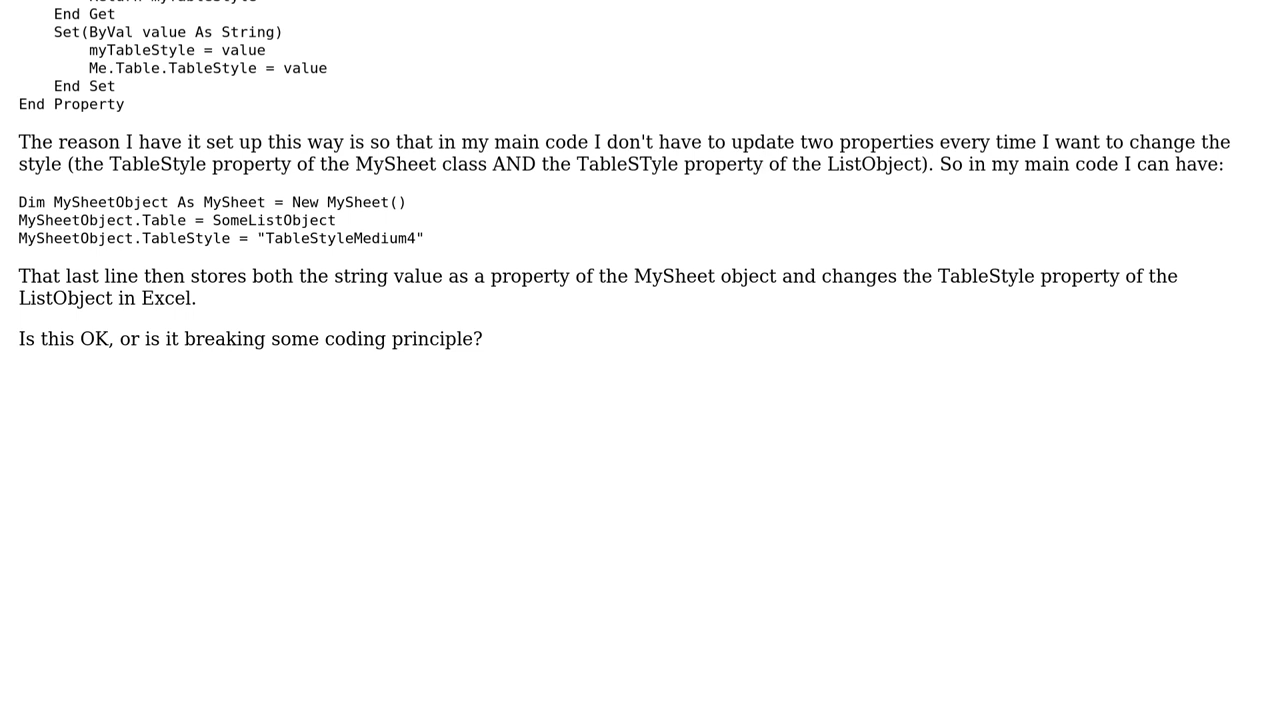 End Get
    Set(ByVal value As String)
        myTableStyle = value
        Me.Table.TableStyle = value
    End Set
End Property
The reason I have it set up this way is so that in my main code I don't have to update two properties every time I want to change the
style (the TableStyle property of the MySheet class AND the TableSTyle property of the ListObject). So in my main code I can have:
Dim MySheetObject As MySheet = New MySheet()
MySheetObject.Table = SomeListObject
MySheetObject.TableStyle = "TableStyleMedium4"
That last line then stores both the string value as a property of the MySheet object and changes the TableStyle property of the
ListObject in Excel.
Is this OK, or is it breaking some coding principle?